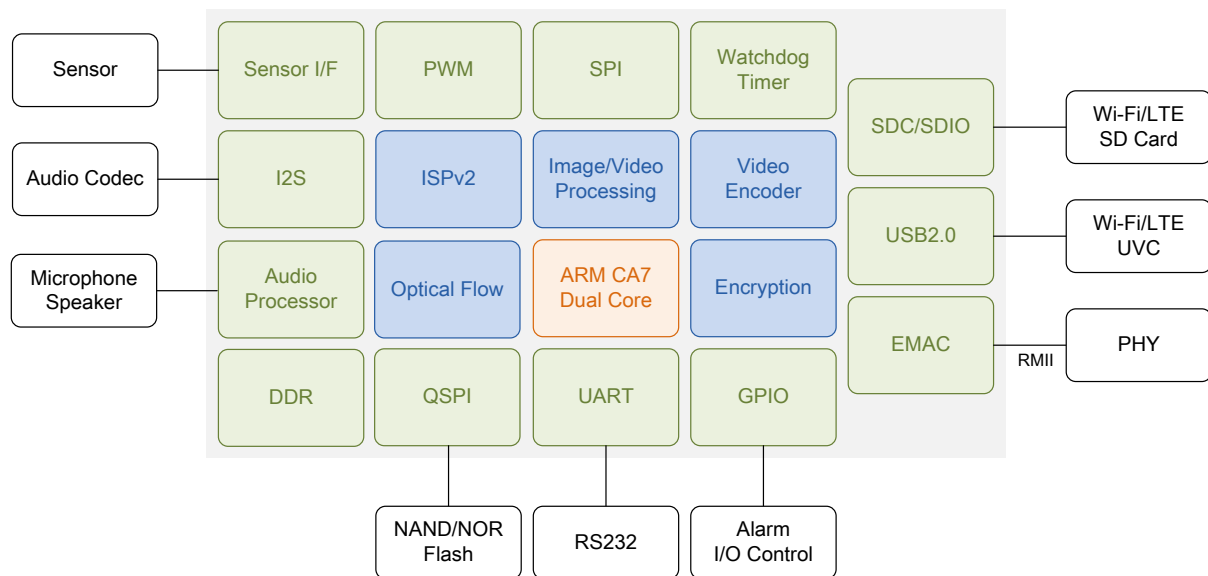 Sensor
Sensor I/F
PWM
SPI
Watchdog
Timer
SDC/SDIO
Wi-Fi/LTE
SD Card
Audio Codec
I2S
ISPv2
Image/Video
Processing
Video
Encoder
USB2.0
Wi-Fi/LTE
UVC
Microphone
Speaker
Audio
Processor
Optical Flow
ARM CA7
Dual Core
Encryption
EMAC
RMII
PHY
DDR
QSPI
UART
GPIO
NAND/NOR
Flash
RS232
Alarm
I/O Control